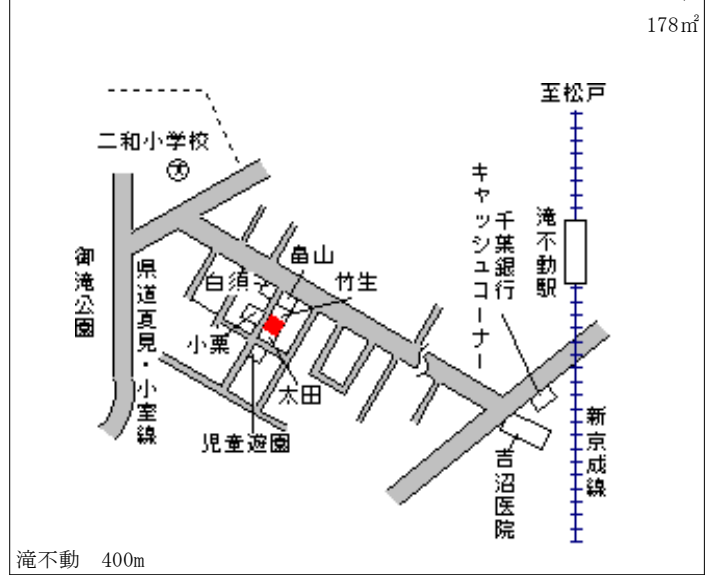 178㎡
至松戸
二和小学校
キャッシュコーナー
千葉銀行
滝不動駅
御滝公園
県道夏見・小室線
畠山
白須
竹生
小栗
太田
児童遊園
吉沼医院
新京成線
滝不動　400m